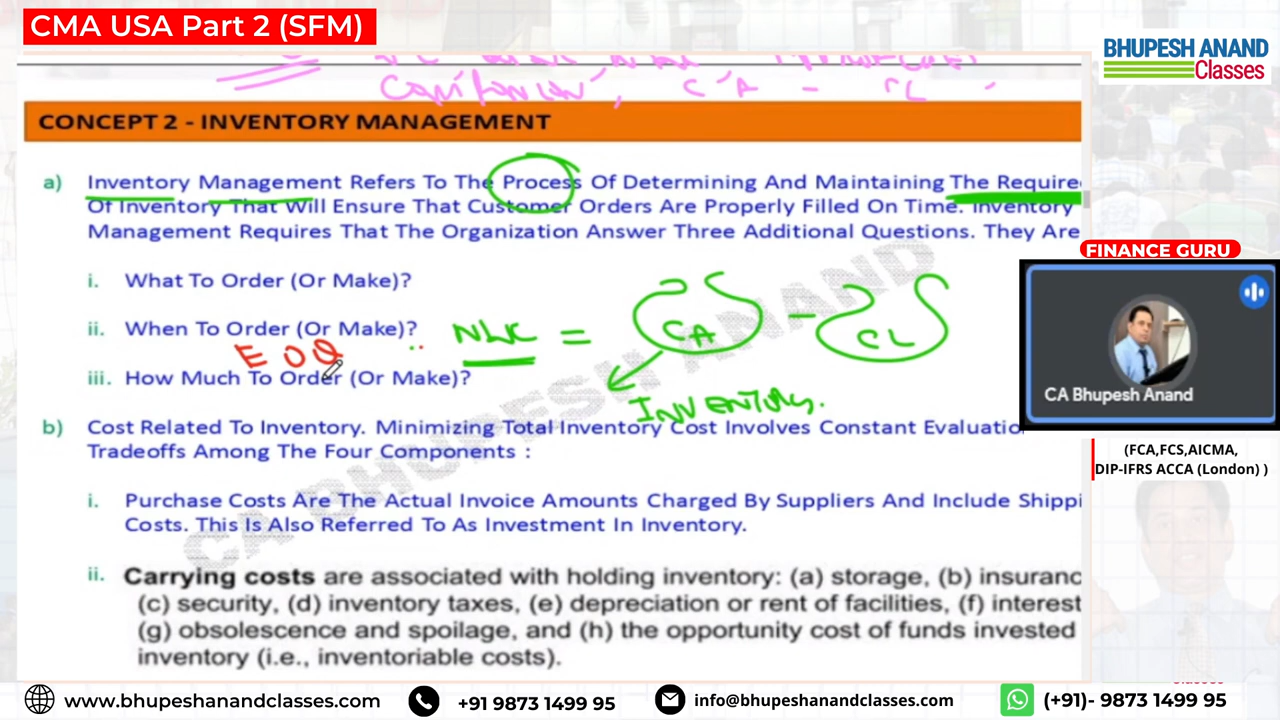 CMA USA Part 2 (SFM)
BHUPESH ANAND
Classes
CA - CL
CONCEPT 2 - INVENTORY MANAGEMENT
a) Inventory Management Refers To The Process Of Determining And Maintaining The Require
Of Inventory That Will Ensure That Customer Orders Are Properly Filled On Time. Inventory
Management Requires That The Organization Answer Three Additional Questions. They Are
i. What To Order (Or Make)?
ii. When To Order (Or Make)?
NWC = CA - CL
EOQ
iii. How Much To Order (Or Make)?
INVENTORY.
b) Cost Related To Inventory. Minimizing Total Inventory Cost Involves Constant Evaluatio
Tradeoffs Among The Four Components :
i. Purchase Costs Are The Actual Invoice Amounts Charged By Suppliers And Include Shippi
Costs. This Is Also Referred To As Investment In Inventory.
ii. Carrying costs are associated with holding inventory: (a) storage, (b) insuranc
(c) security, (d) inventory taxes, (e) depreciation or rent of facilities, (f) interest
(g) obsolescence and spoilage, and (h) the opportunity cost of funds invested
inventory (i.e., inventoriable costs).
CA BHUPESH ANAND
FINANCE GURU
CA Bhupesh Anand
(FCA,FCS,AICMA,
DIP-IFRS ACCA (London) )
Classes
www.bhupeshanandclasses.com
+91 9873 1499 95
info@bhupeshanandclasses.com
(+91)- 9873 1499 95